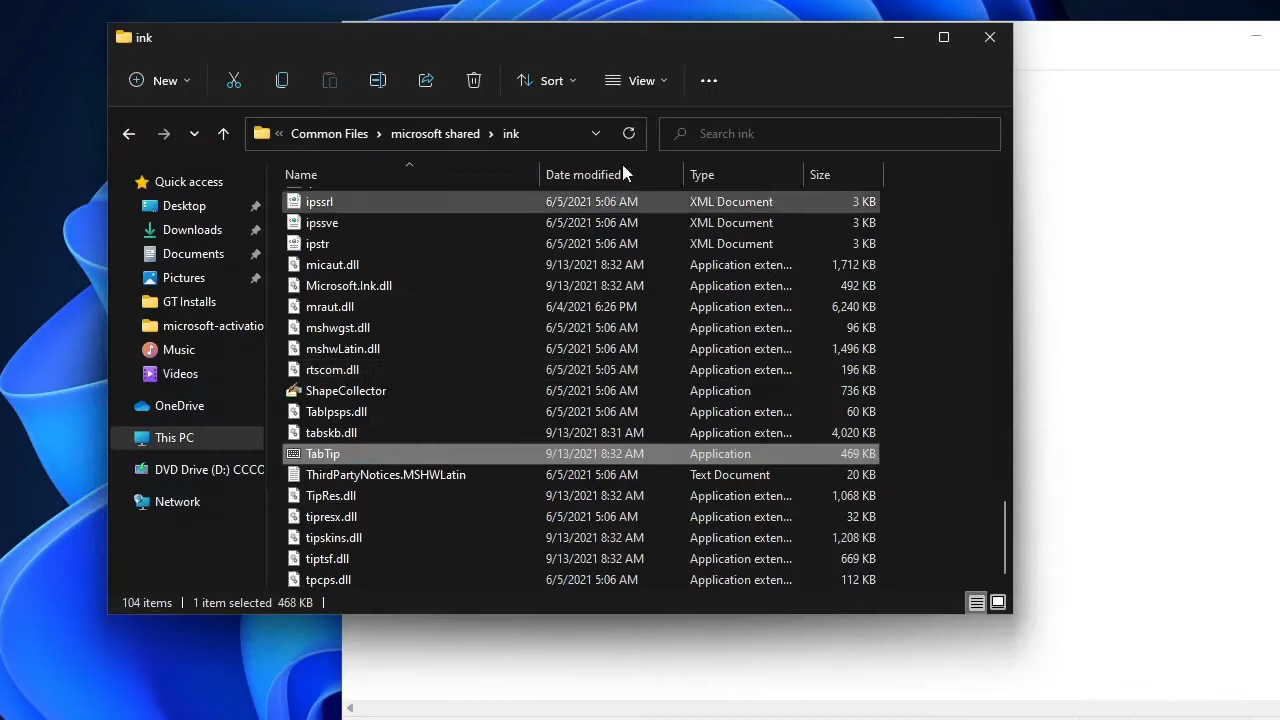 ink
New
Sort
View
« Common Files > microsoft shared > ink
Search ink
Name Date modified Type Size
Quick access
Desktop
Downloads
Documents
Pictures
GT Installs
microsoft-activatio
Music
Videos
OneDrive
This PC
DVD Drive (D:) CCCO
Network
ipssrl 6/5/2021 5:06 AM XML Document 3 KB
ipssve 6/5/2021 5:06 AM XML Document 3 KB
ipstr 6/5/2021 5:06 AM XML Document 3 KB
micaut.dll 9/13/2021 8:32 AM Application exten... 1,712 KB
Microsoft.Ink.dll 9/13/2021 8:32 AM Application exten... 492 KB
mraut.dll 6/4/2021 6:26 PM Application exten... 6,240 KB
mshwgst.dll 6/5/2021 5:06 AM Application exten... 96 KB
mshwLatin.dll 6/5/2021 5:06 AM Application exten... 1,496 KB
rtscom.dll 6/5/2021 5:05 AM Application exten... 196 KB
ShapeCollector 6/5/2021 5:06 AM Application 736 KB
TabIpsps.dll 6/5/2021 5:06 AM Application exten... 60 KB
tabskb.dll 9/13/2021 8:31 AM Application exten... 4,020 KB
TabTip 9/13/2021 8:32 AM Application 469 KB
ThirdPartyNotices.MSHWLatin 6/5/2021 5:06 AM Text Document 20 KB
TipRes.dll 9/13/2021 8:32 AM Application exten... 1,068 KB
tipresx.dll 6/5/2021 5:06 AM Application exten... 32 KB
tipskins.dll 9/13/2021 8:32 AM Application exten... 1,208 KB
tiptsf.dll 9/13/2021 8:32 AM Application exten... 669 KB
tpcps.dll 6/5/2021 5:06 AM Application exten... 112 KB
104 items 1 item selected 468 KB